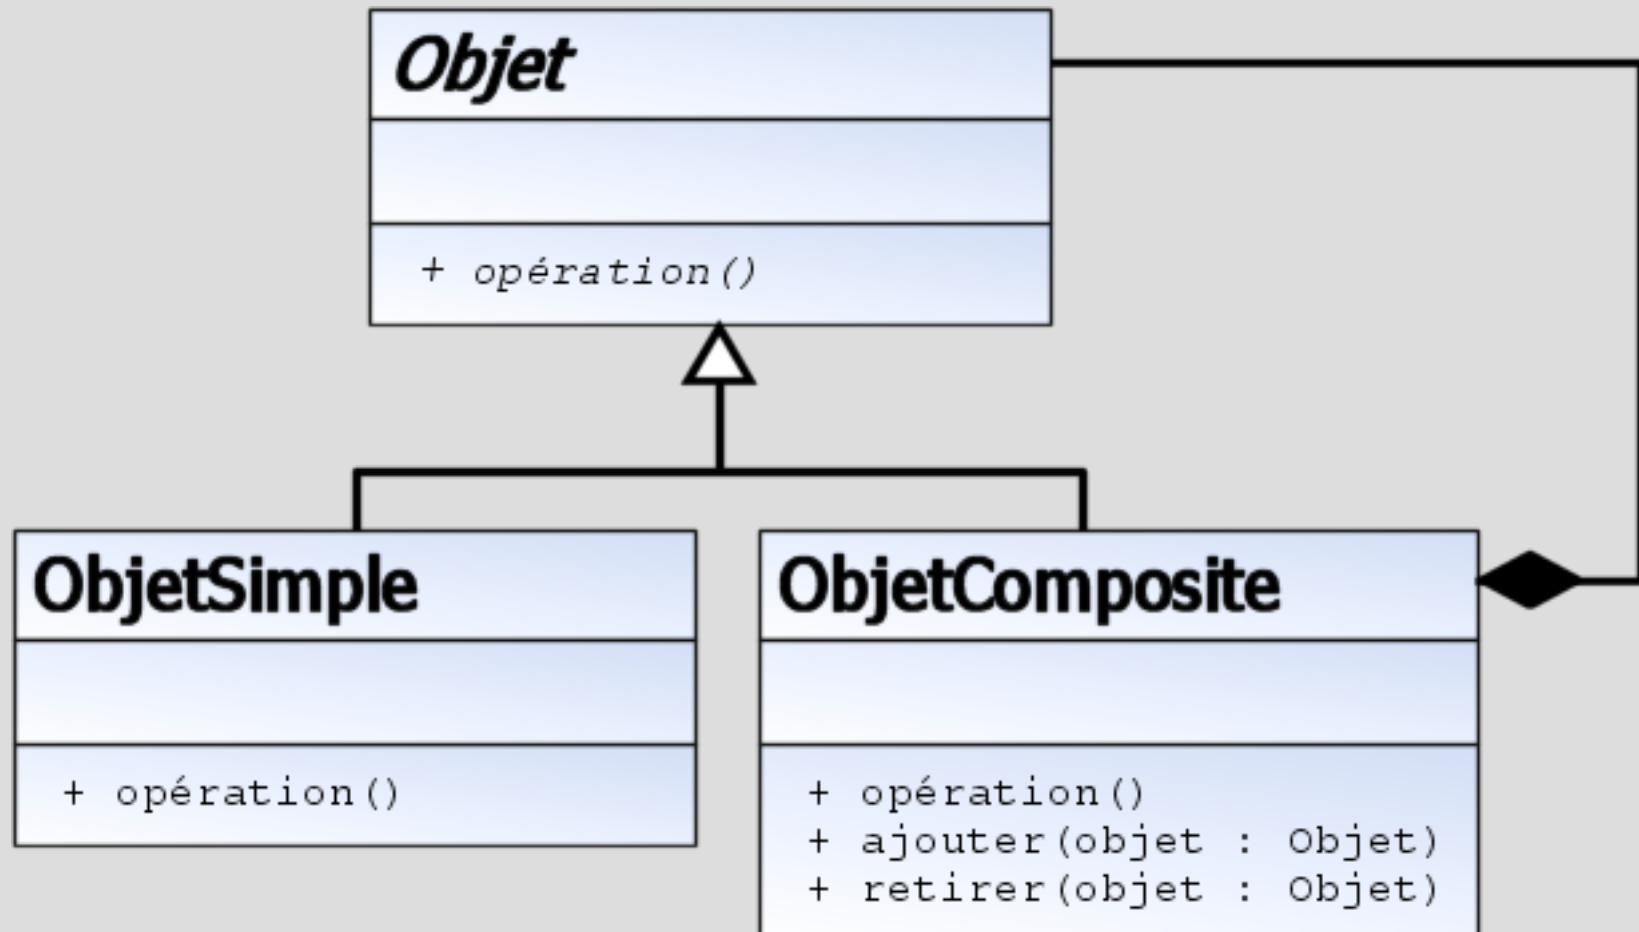 Objet
+ opération()
ObjetSimple
+ opération()
ObjetComposite
+ opération()
+ ajouter(objet : Objet)
+ retirer(objet : Objet)